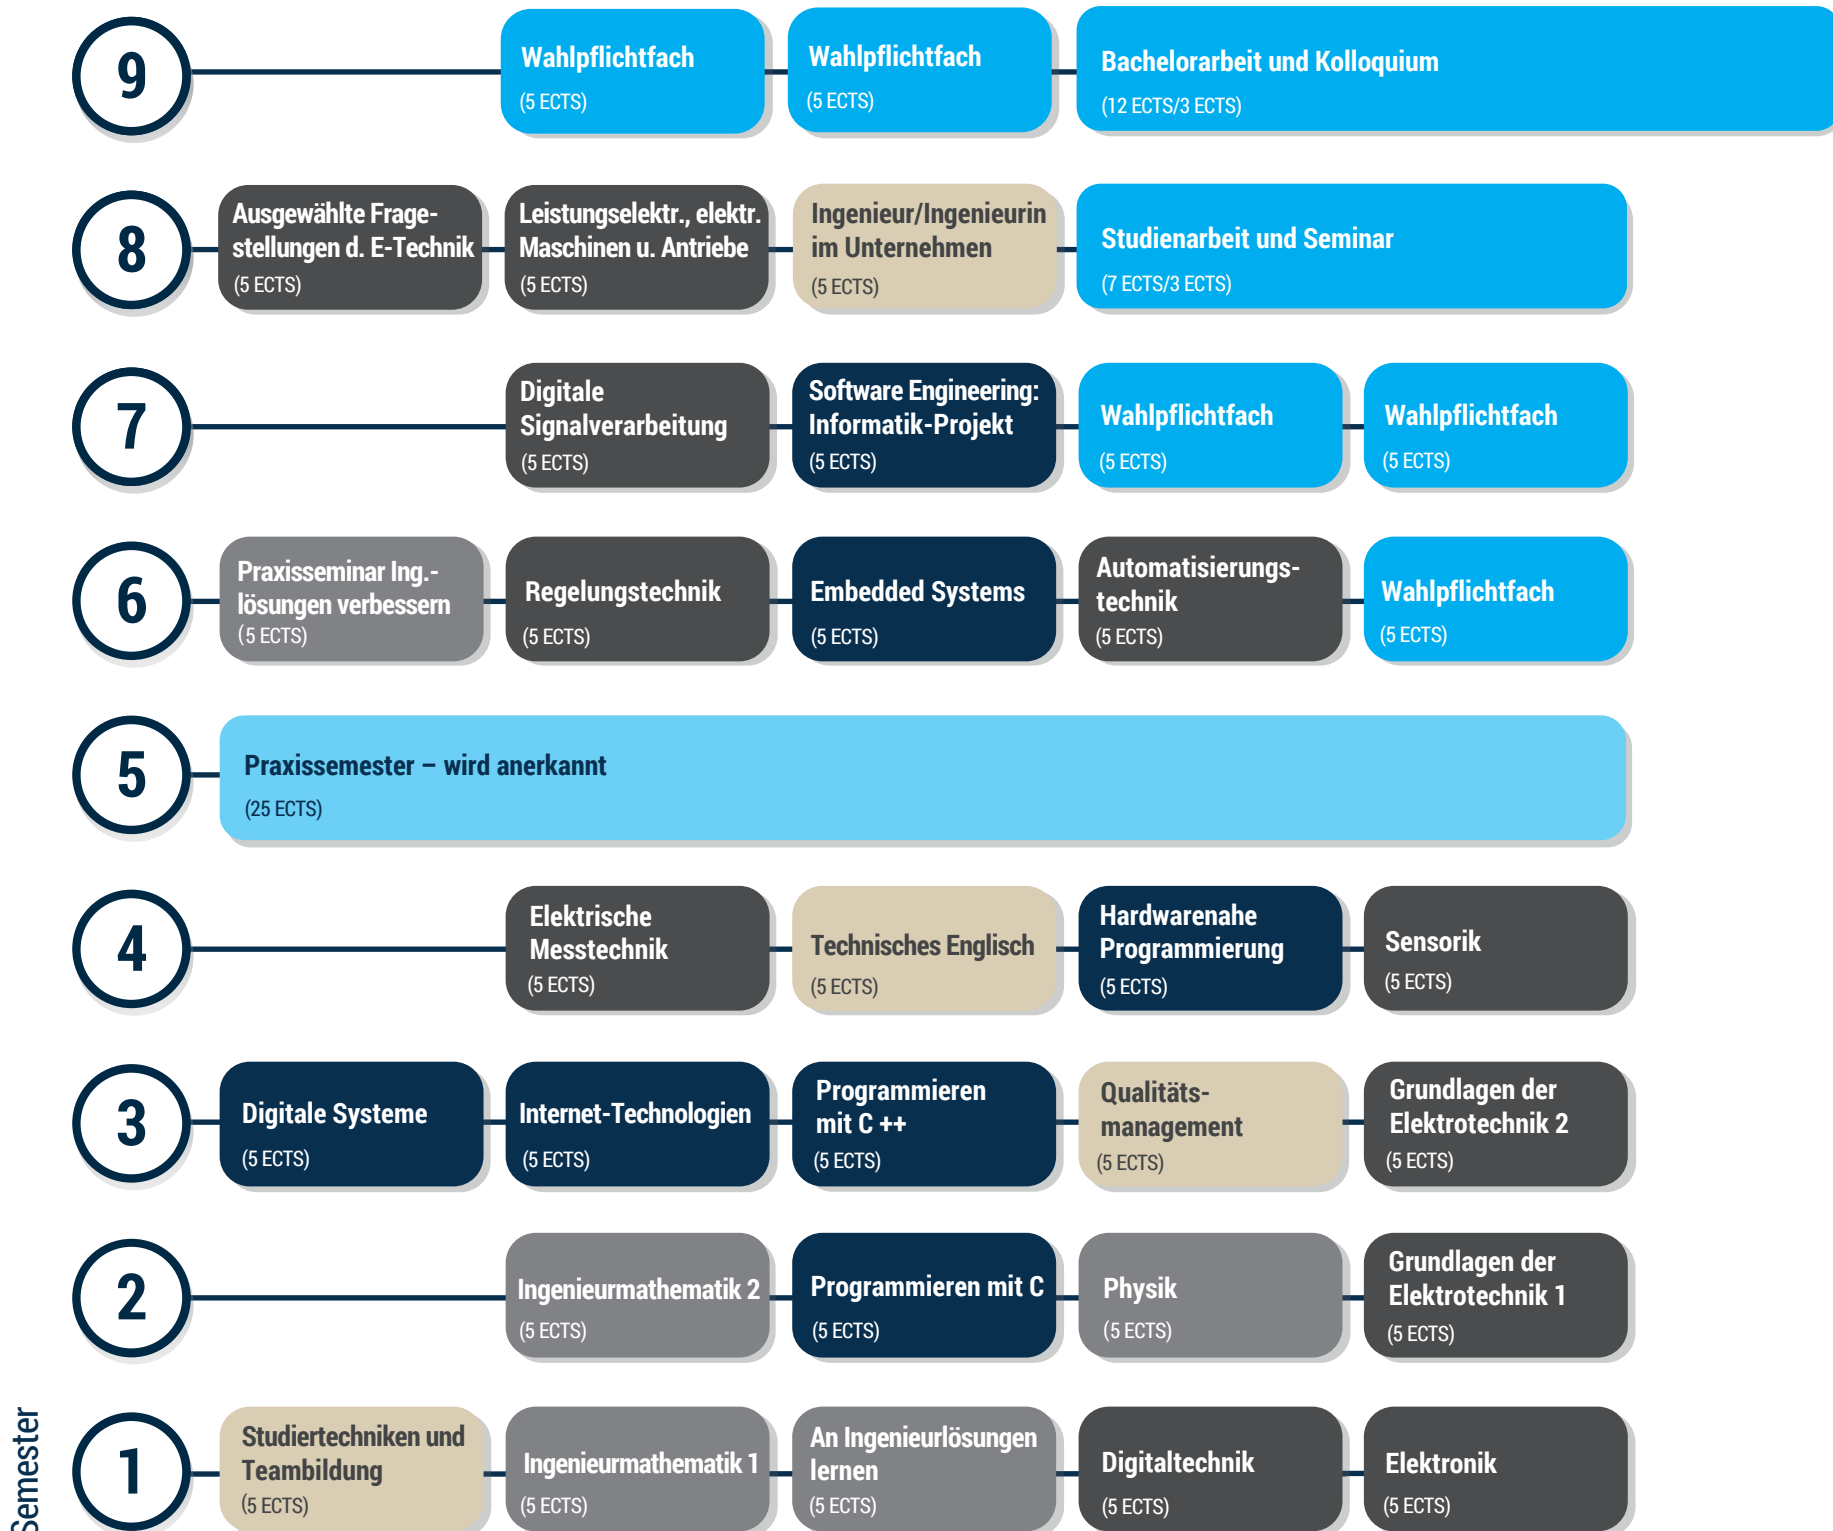 9
Wahlpflichtfach
(5 ECTS)
Wahlpflichtfach
(5 ECTS)
Bachelorarbeit und Kolloquium
(12 ECTS/3 ECTS)
8
Ausgewählte Frage-
stellungen d. E-Technik
(5 ECTS)
Leistungselektr., elektr.
Maschinen u. Antriebe
(5 ECTS)
Ingenieur/Ingenieurin
im Unternehmen
(5 ECTS)
Studienarbeit und Seminar
(7 ECTS/3 ECTS)
7
Digitale
Signalverarbeitung
(5 ECTS)
Software Engineering:
Informatik-Projekt
(5 ECTS)
Wahlpflichtfach
(5 ECTS)
Wahlpflichtfach
(5 ECTS)
6
Praxisseminar Ing.-
lösungen verbessern
(5 ECTS)
Regelungstechnik
(5 ECTS)
Embedded Systems
(5 ECTS)
Automatisierungs-
technik
(5 ECTS)
Wahlpflichtfach
(5 ECTS)
5
Praxissemester – wird anerkannt
(25 ECTS)
4
Elektrische
Messtechnik
(5 ECTS)
Technisches Englisch
(5 ECTS)
Hardwarenahe
Programmierung
(5 ECTS)
Sensorik
(5 ECTS)
3
Digitale Systeme
(5 ECTS)
Internet-Technologien
(5 ECTS)
Programmieren
mit C ++
(5 ECTS)
Qualitäts-
management
(5 ECTS)
Grundlagen der
Elektrotechnik 2
(5 ECTS)
2
Ingenieurmathematik 2
(5 ECTS)
Programmieren mit C
(5 ECTS)
Physik
(5 ECTS)
Grundlagen der
Elektrotechnik 1
(5 ECTS)
Semester
1
Studiertechniken und
Teambildung
(5 ECTS)
Ingenieurmathematik 1
(5 ECTS)
An Ingenieurlösungen
lernen
(5 ECTS)
Digitaltechnik
(5 ECTS)
Elektronik
(5 ECTS)